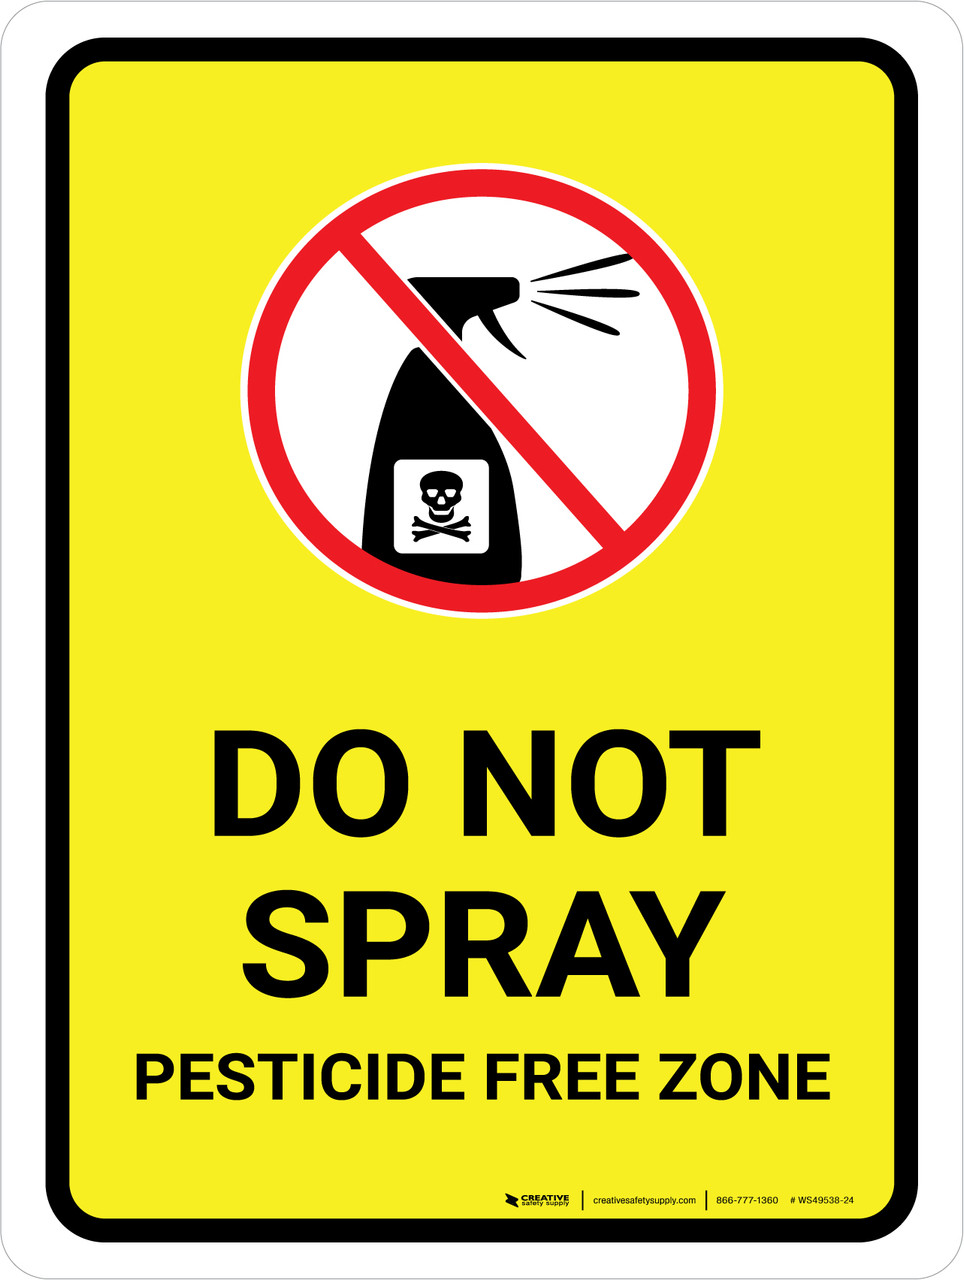 DO NOT
SPRAY
PESTICIDE FREE ZONE
CREATIVE
safety supply
creativesafetysupply.com
866-777-1360
# WS49538-24